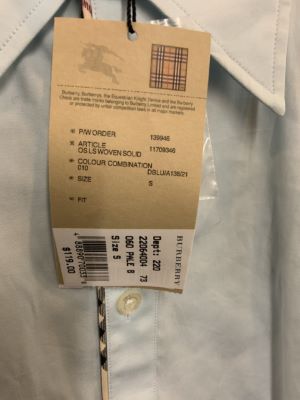 Burberry, Burberrys, the Equestrian Knight Device and the Burberry
Check are trade marks belonging to Burberry Limited and are registered
or protected by unfair competition laws in all major markets.
P/W ORDER 139946
ARTICLE 11709346
OS LS WOVEN SOLID
COLOUR COMBINATION
010 DBLU/A138/21
SIZE S
FIT
BURBERRY
Dept: 220
22064004 73
060 PALE B
Size S
$119.00